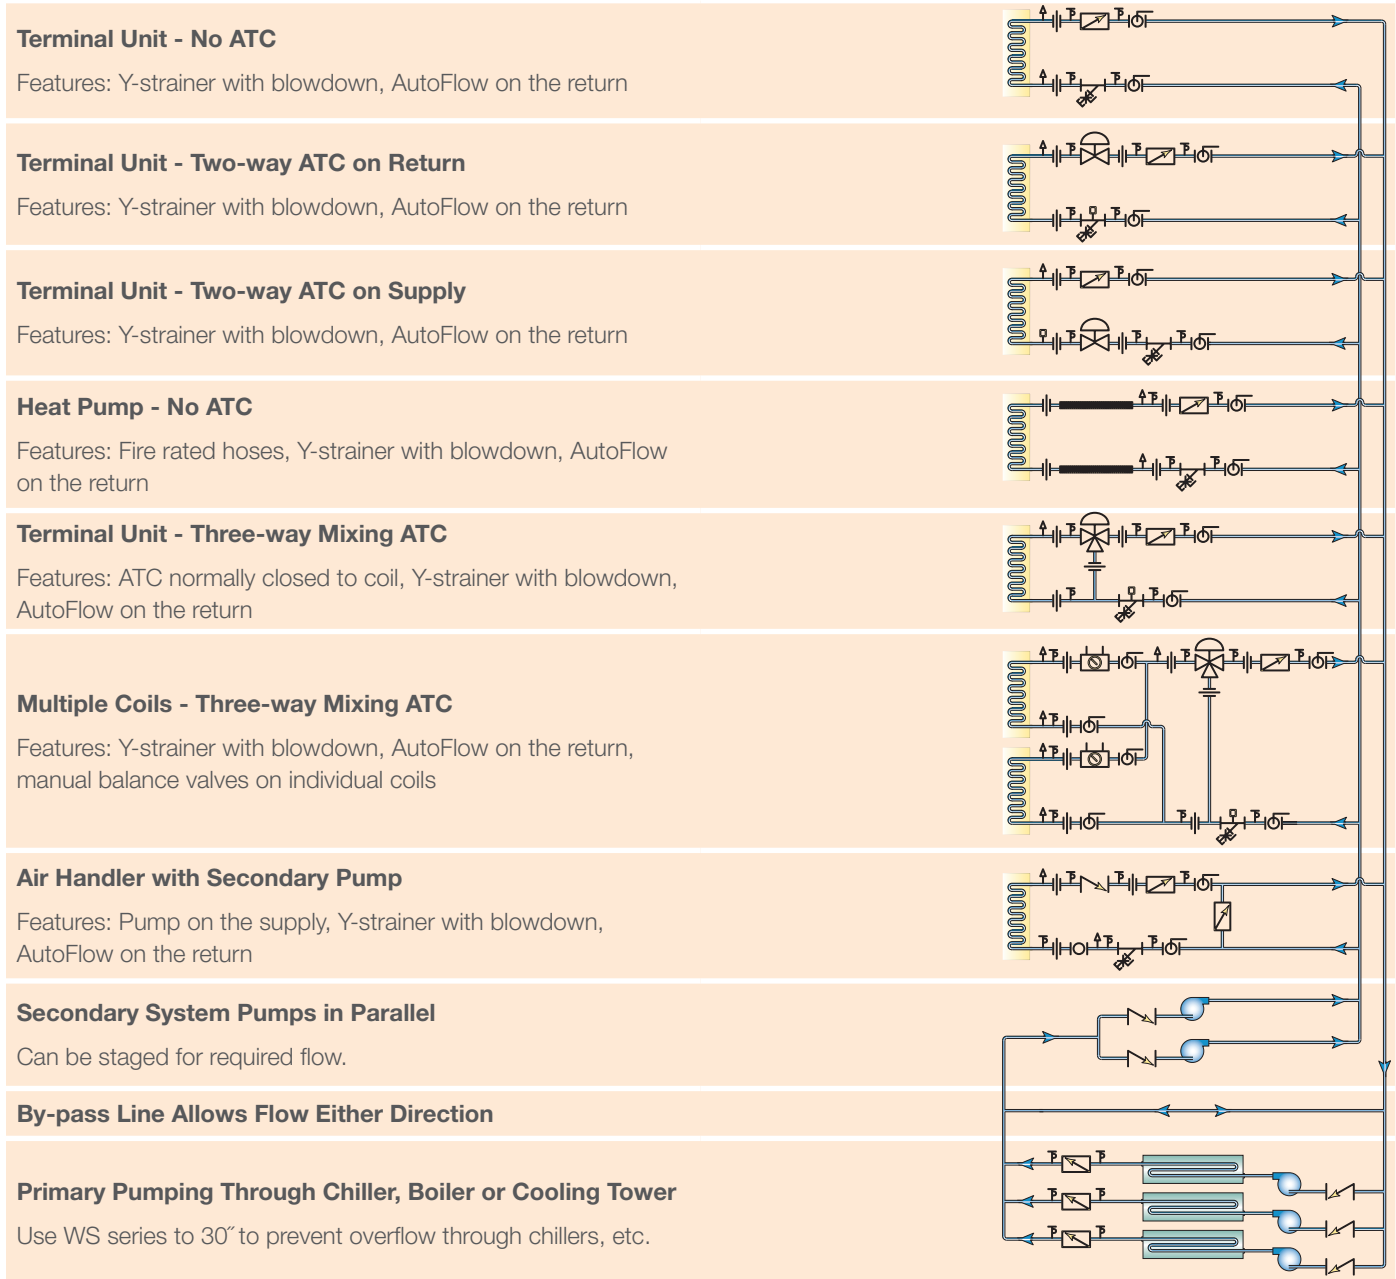 Terminal Unit - No ATC
Features: Y-strainer with blowdown, AutoFlow on the return
Terminal Unit - Two-way ATC on Return
Features: Y-strainer with blowdown, AutoFlow on the return
Terminal Unit - Two-way ATC on Supply
Features: Y-strainer with blowdown, AutoFlow on the return
Heat Pump - No ATC
Features: Fire rated hoses, Y-strainer with blowdown, AutoFlow
on the return
Terminal Unit - Three-way Mixing ATC
Features: ATC normally closed to coil, Y-strainer with blowdown,
AutoFlow on the return
Multiple Coils - Three-way Mixing ATC
Features: Y-strainer with blowdown, AutoFlow on the return,
manual balance valves on individual coils
Air Handler with Secondary Pump
Features: Pump on the supply, Y-strainer with blowdown,
AutoFlow on the return
Secondary System Pumps in Parallel
Can be staged for required flow.
By-pass Line Allows Flow Either Direction
Primary Pumping Through Chiller, Boiler or Cooling Tower
Use WS series to 30˝ to prevent overflow through chillers, etc.